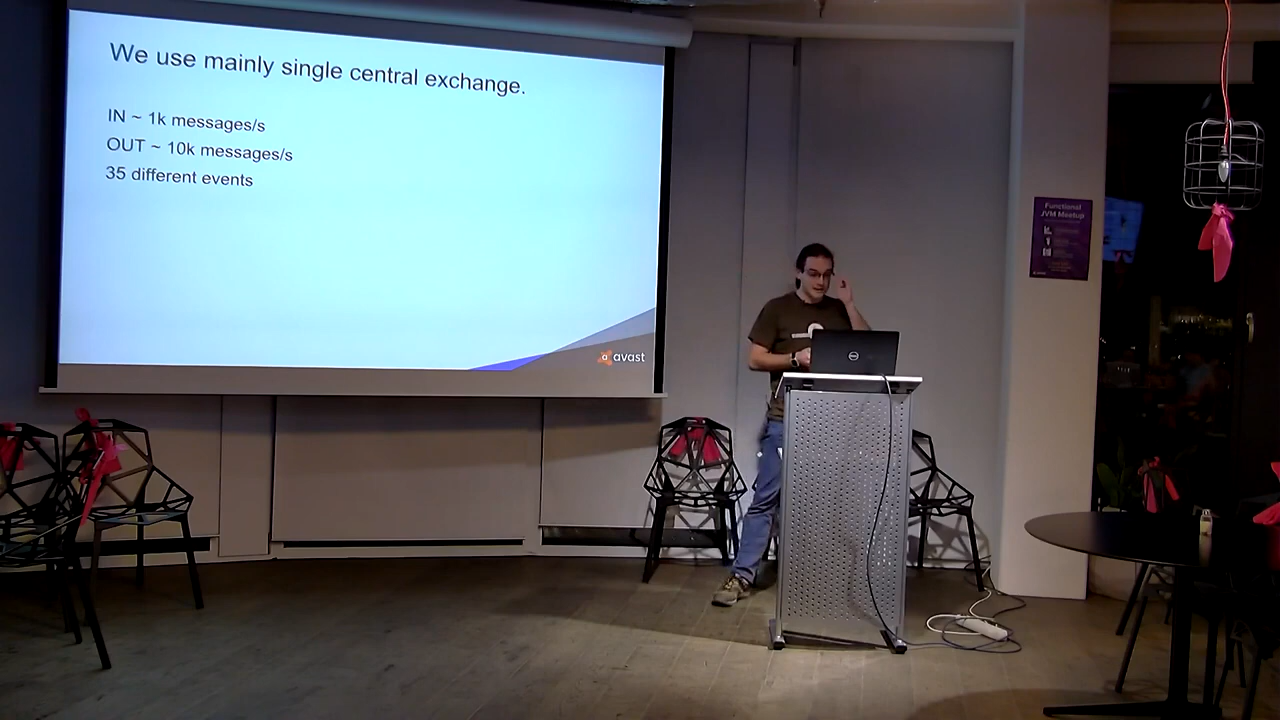 We use mainly single central exchange.
IN ~ 1k messages/s
OUT ~ 10k messages/s
35 different events
avast
Functional
JVM Meetup
DELL